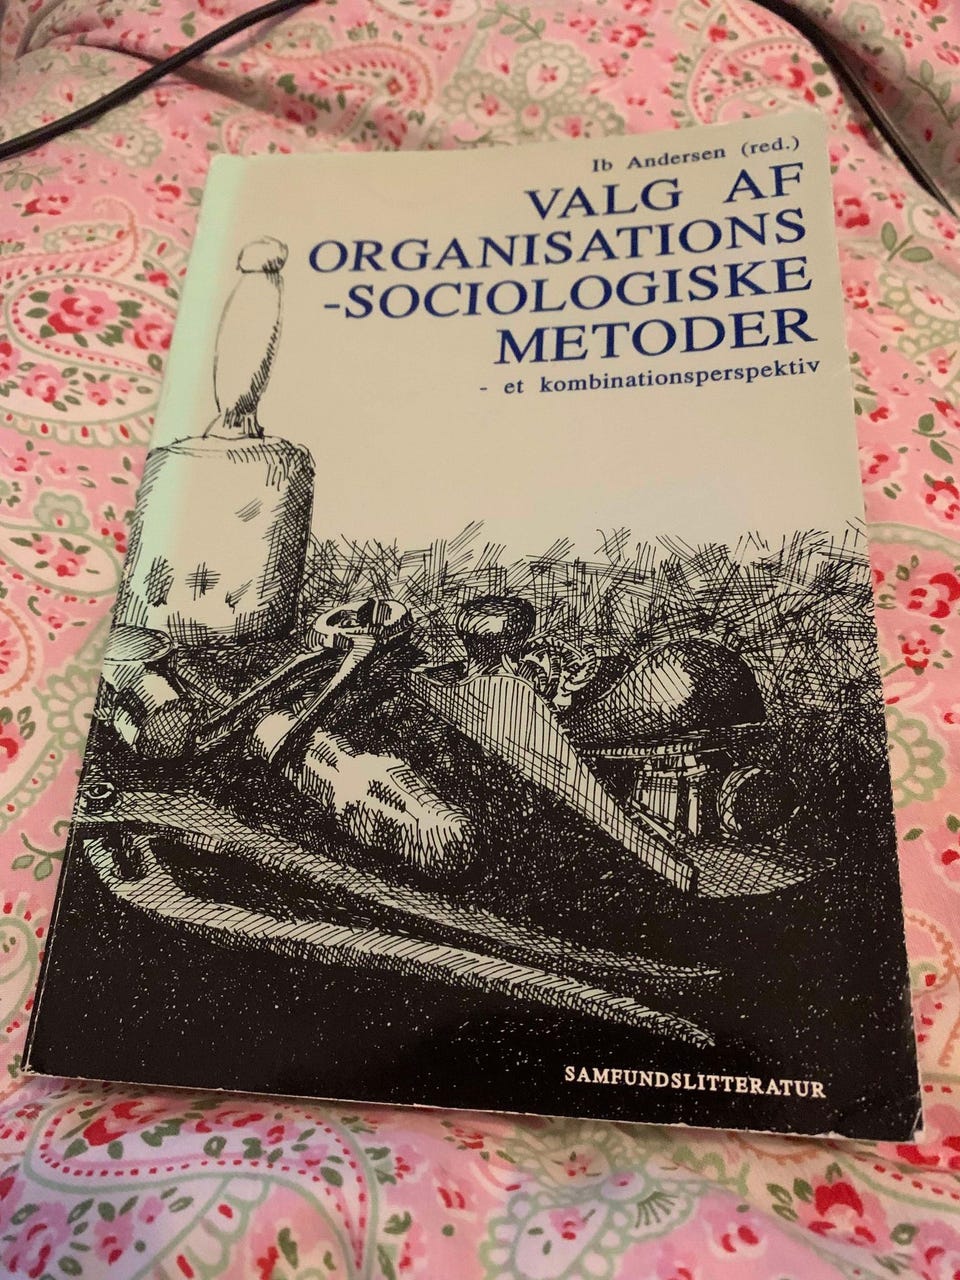 Ib Andersen (red.)
VALG AF
ORGANISATIONS
-SOCIOLOGISKE
METODER
- et kombinationsperspektiv
SAMFUNDSLITTERATUR